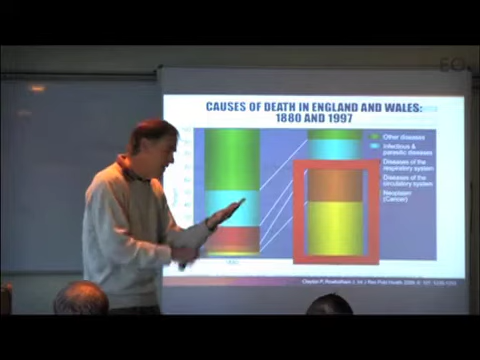 CAUSES OF DEATH IN ENGLAND AND WALES:
1880 AND 1997
Other diseases
Infectious &
parasitic diseases
Diseases of the
respiratory system
Diseases of the
circulatory system
Neoplasm
(Cancer)